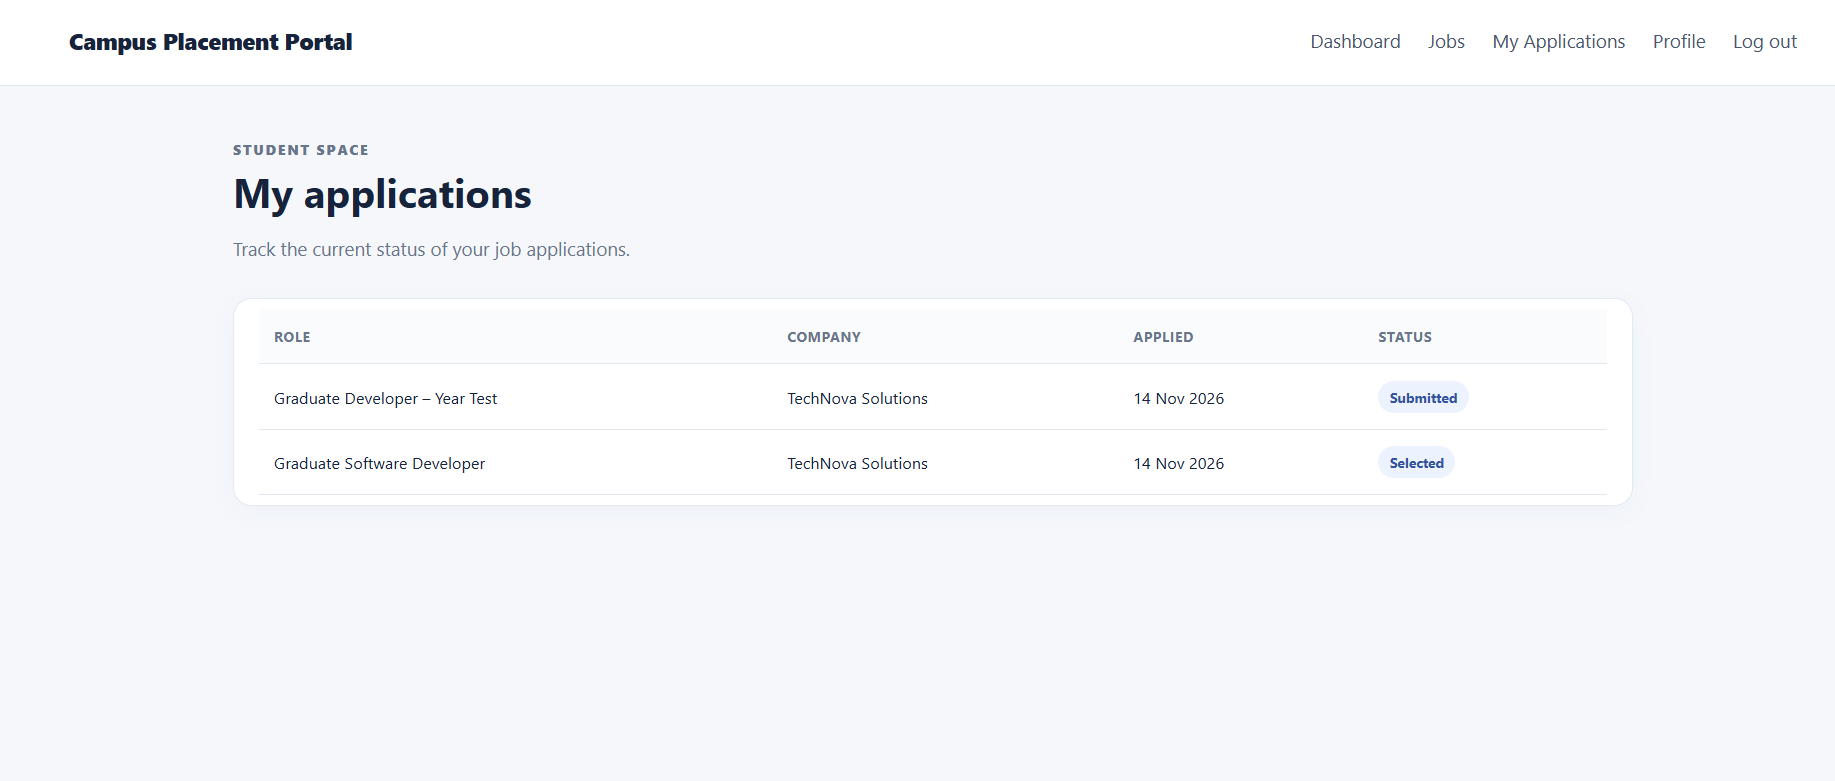 Campus Placement Portal
Dashboard Jobs My Applications Profile Log out
STUDENT SPACE
My applications
Track the current status of your job applications.
ROLE COMPANY APPLIED STATUS
Graduate Developer – Year Test TechNova Solutions 14 Nov 2026 Submitted
Graduate Software Developer TechNova Solutions 14 Nov 2026 Selected